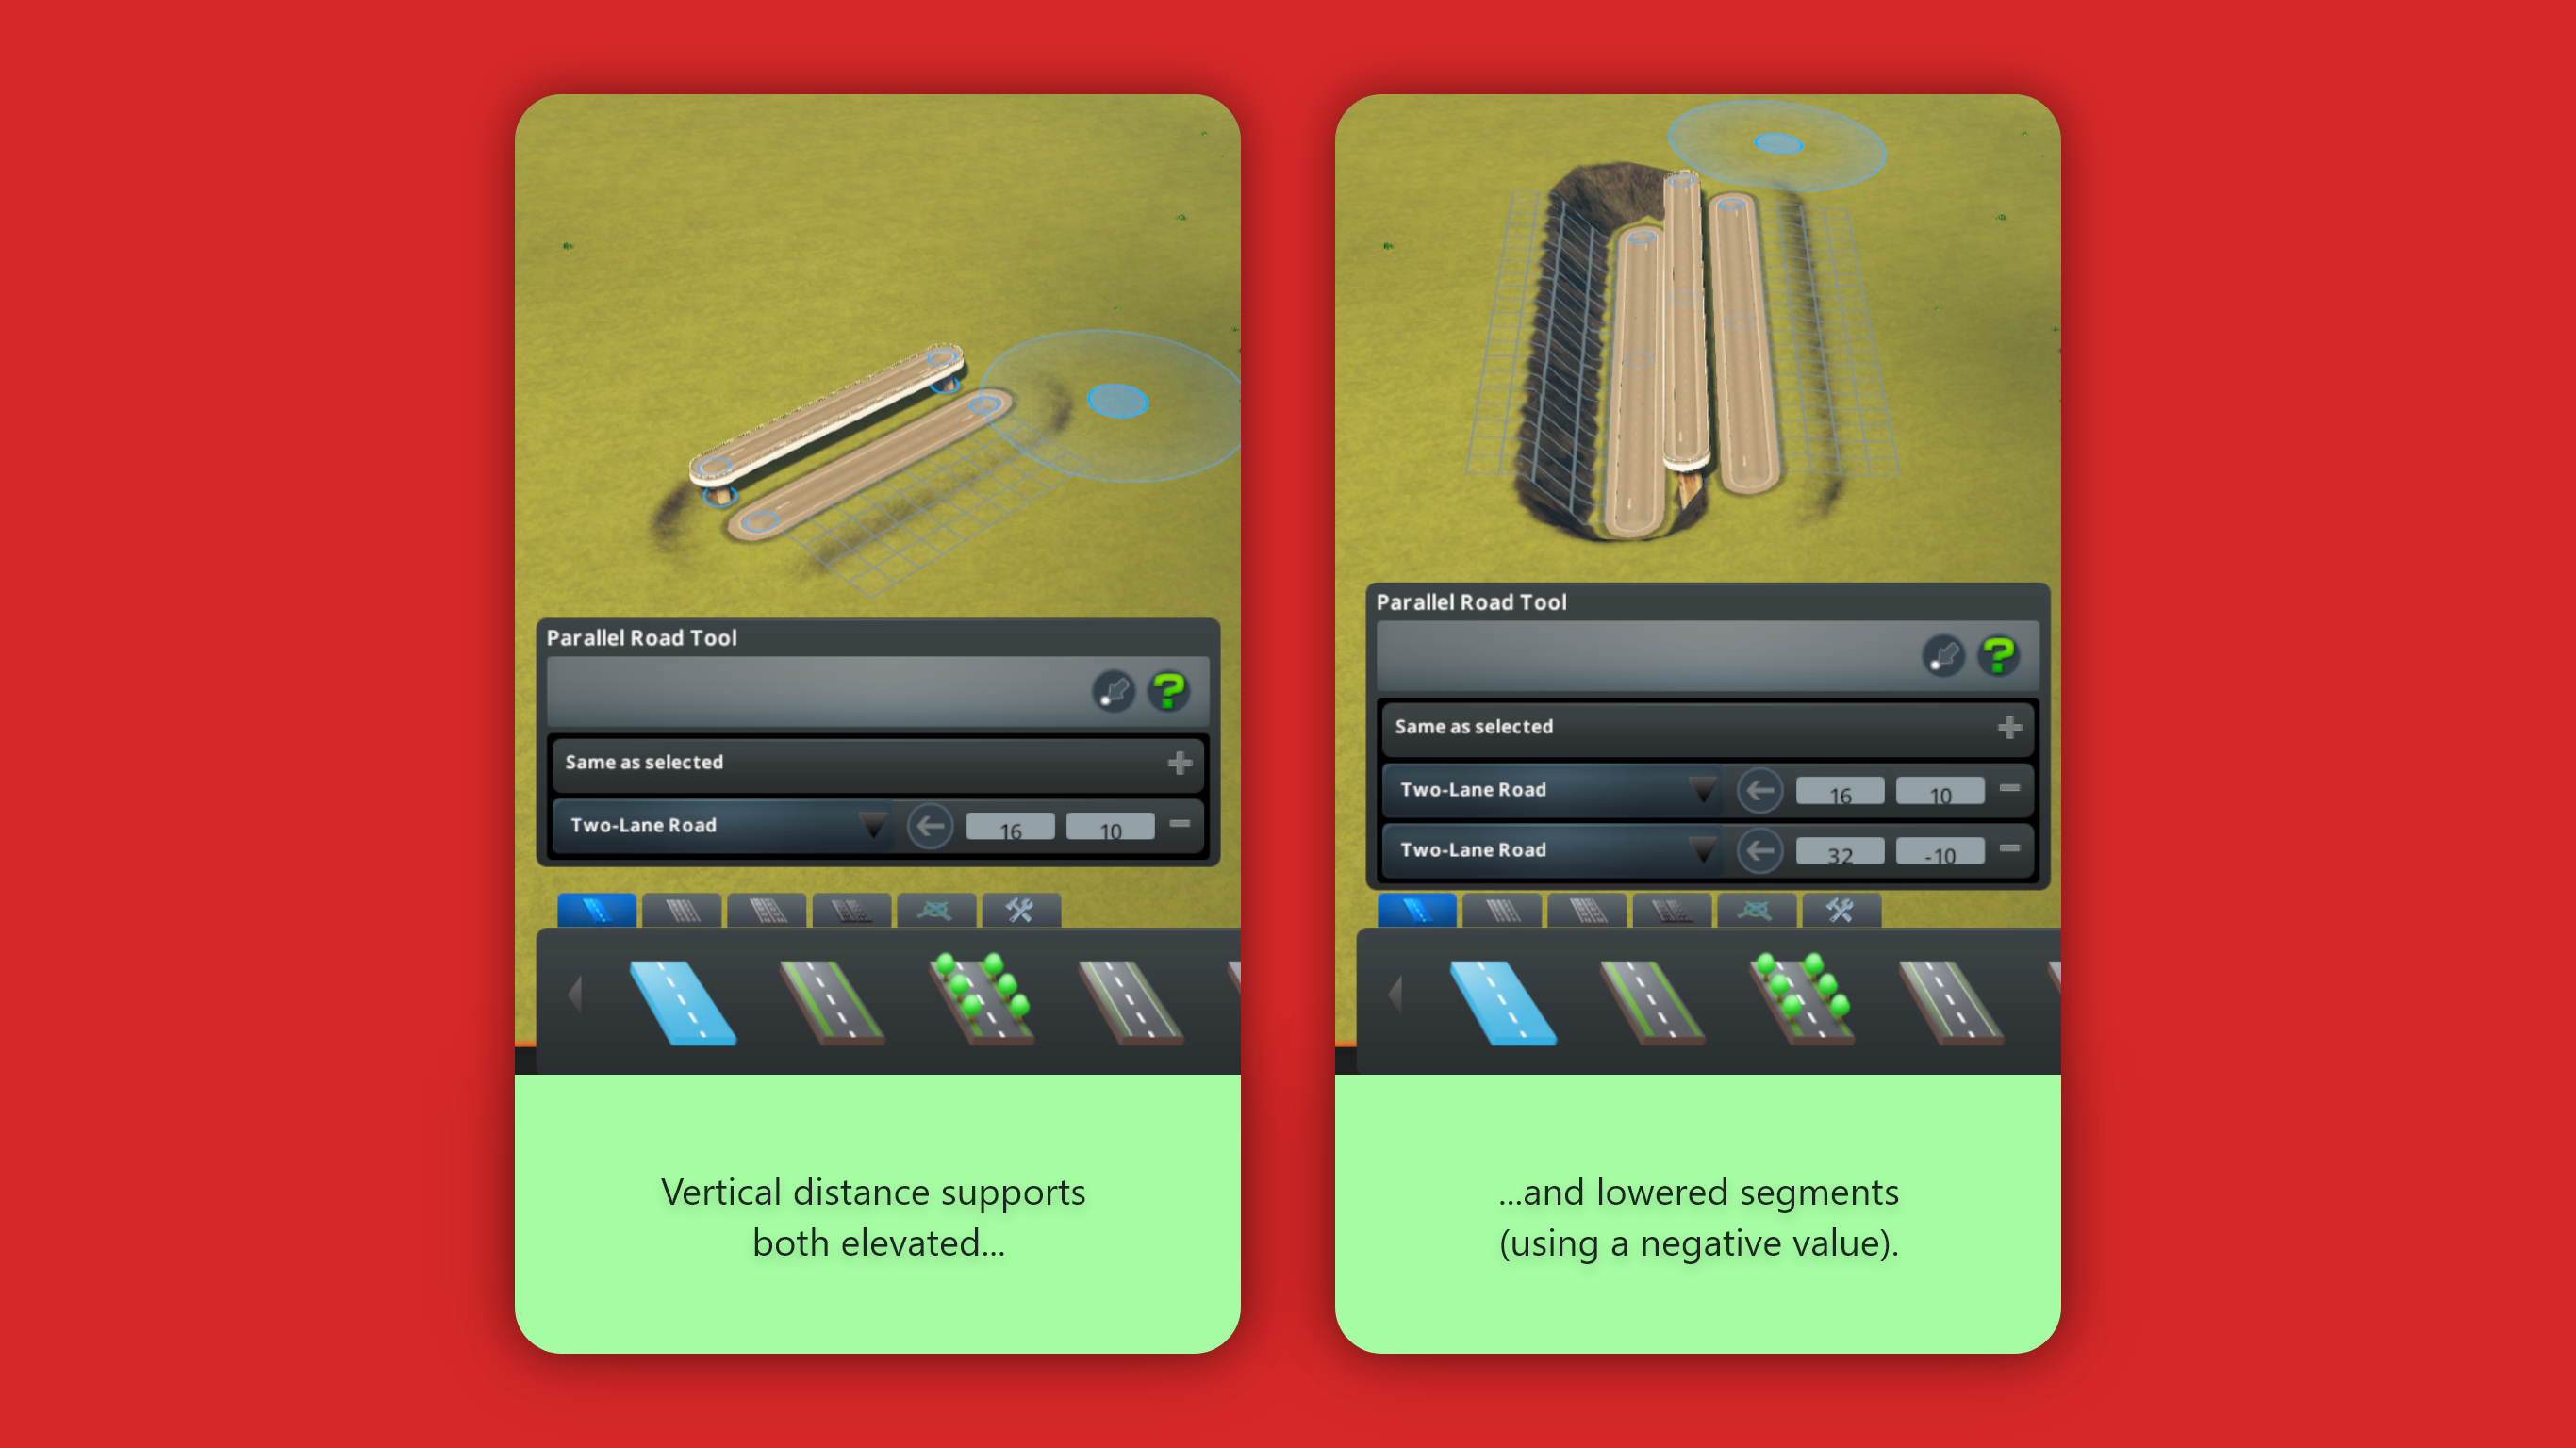 Parallel Road Tool
?
Same as selected +
Two-Lane Road 16 10 -
Vertical distance supports
both elevated...
Parallel Road Tool
?
Same as selected +
Two-Lane Road 16 10 -
Two-Lane Road 32 -10 -
...and lowered segments
(using a negative value).